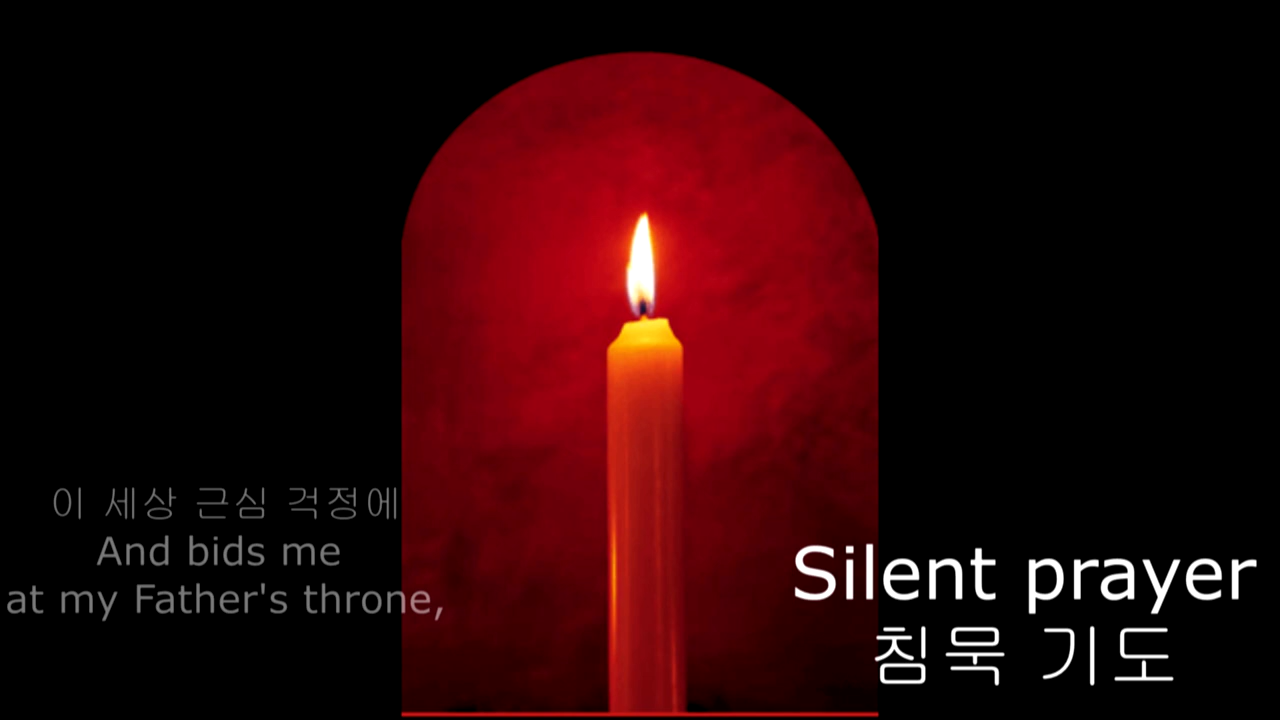 이 세상 근심 걱정에
And bids me
at my Father's throne,
Silent prayer
침묵 기도